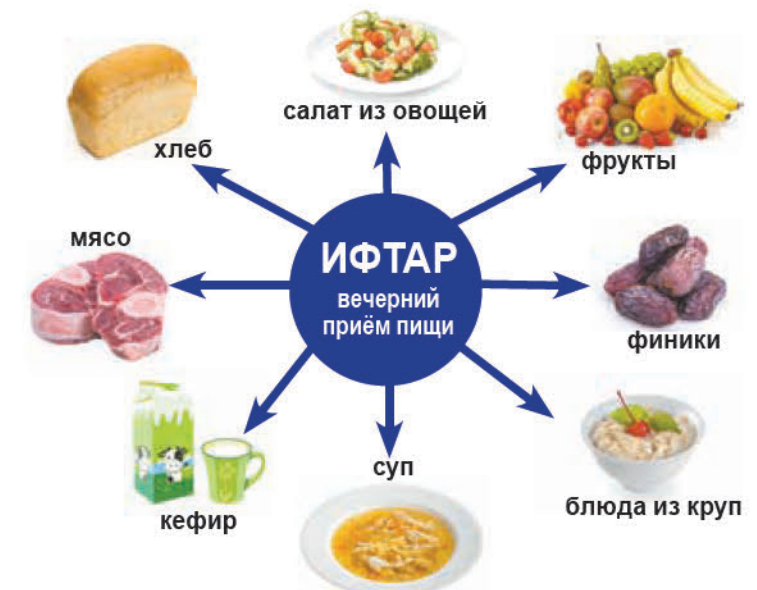 салат из овощей
хлеб
фрукты
мясо
ИФТАР
вечерний
приём пищи
финики
кефир
суп
блюда из круп